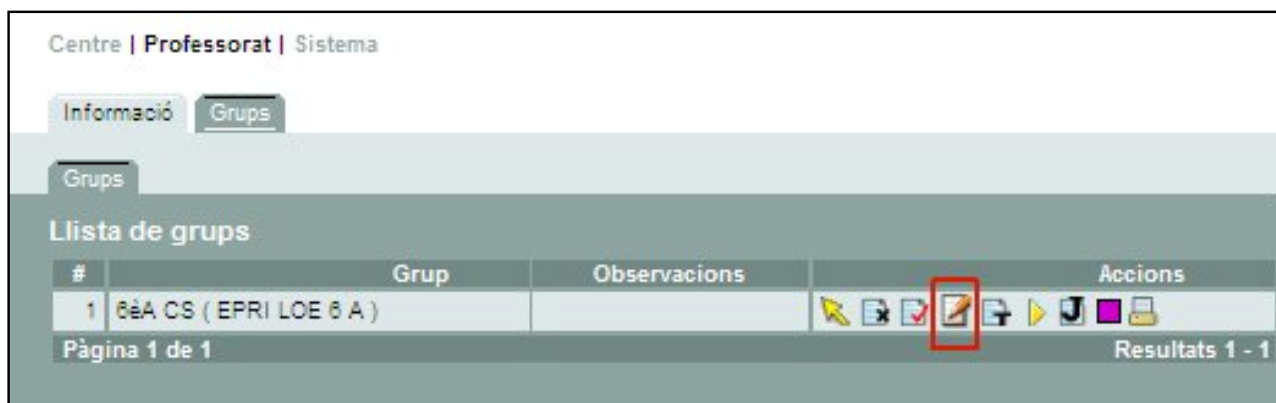 Centre | Professorat | Sistema
Informació Grups
Grups
Llista de grups
# Grup Observacions Accions
1 6èA CS ( EPRI LOE 6 A ) J
Pàgina 1 de 1 Resultats 1 - 1